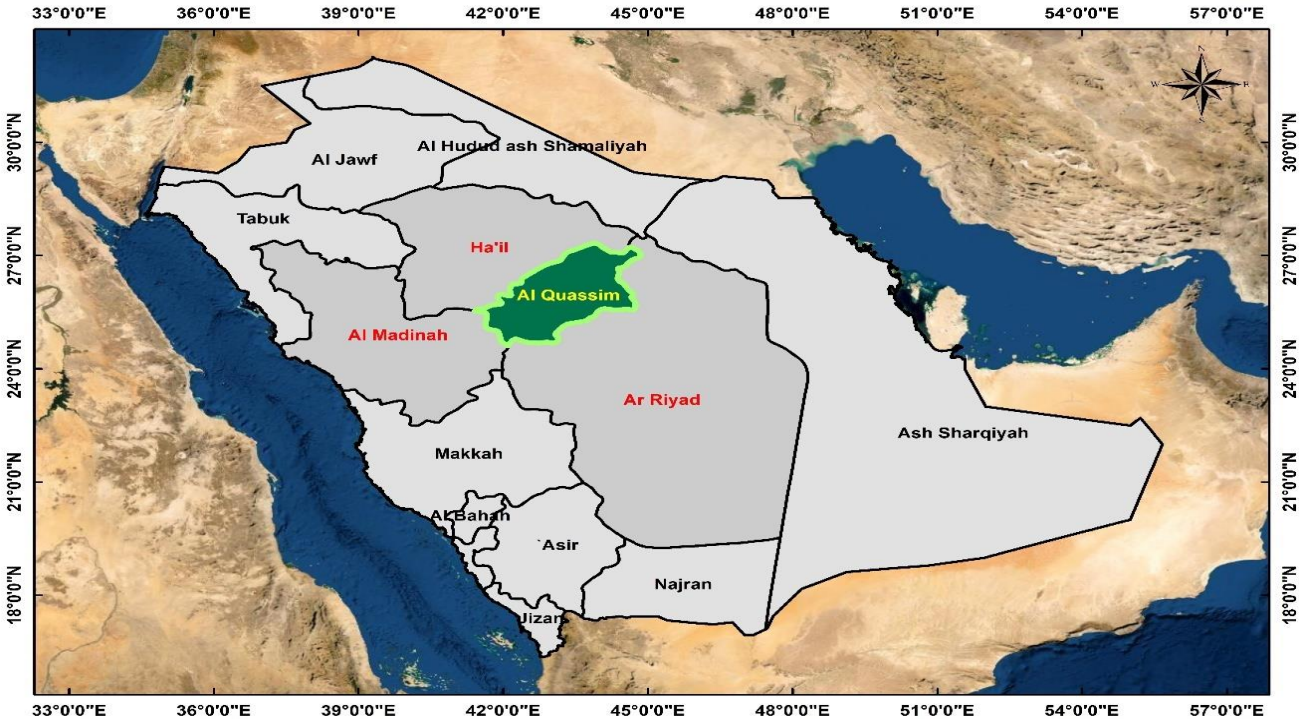 33°0'0"E 36°0'0"E 39°0'0"E 42°0'0"E 45°0'0"E 48°0'0"E 51°0'0"E 54°0'0"E 57°0'0"E
N
W E
S
30°0'0"N 30°0'0"N
Al Jawf
Al Hudud ash Shamaliyah
Tabuk
27°0'0"N 27°0'0"N
Ha'il
Al Quassim
Al Madinah
24°0'0"N 24°0'0"N
Ar Riyad
Ash Sharqiyah
Makkah
21°0'0"N 21°0'0"N
Al Bahah
`Asir
Najran
18°0'0"N 18°0'0"N
Jizan
33°0'0"E 36°0'0"E 39°0'0"E 42°0'0"E 45°0'0"E 48°0'0"E 51°0'0"E 54°0'0"E 57°0'0"E